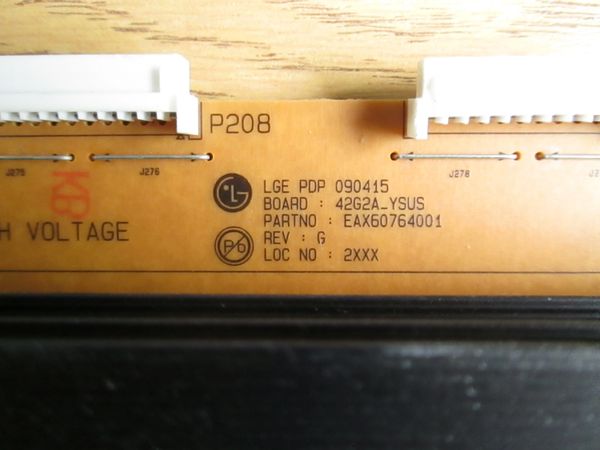 P208
J275
J276
J278
LGE PDP 090415
BOARD : 42G2A_YSUS
PARTNO : EAX60764001
REV : G
LOC NO : 2XXX
LG
Pb
KB
H VOLTAGE